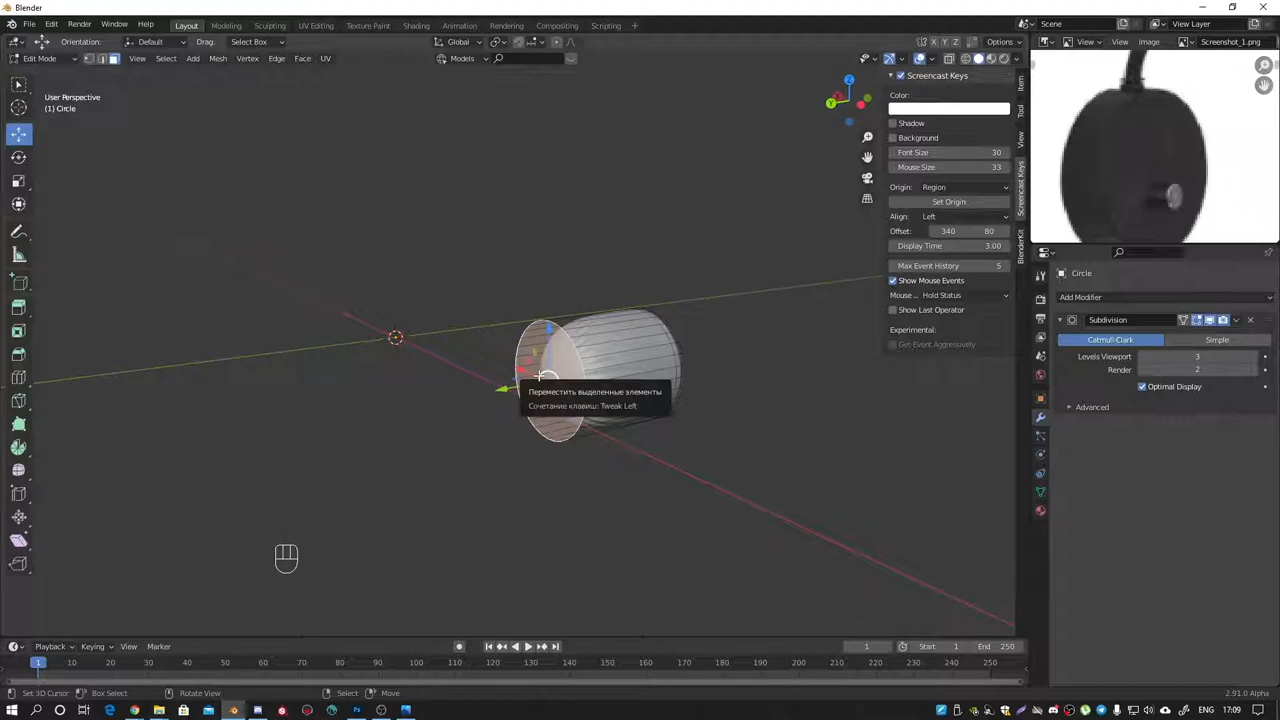 Blender
File Edit Render Window Help
Layout Modeling Sculpting UV Editing Texture Paint Shading Animation Rendering Compositing Scripting +
Scene
View Layer
Orientation: Default Drag: Select Box Global X Y Z Options
View Image Screenshot_1.png
Edit Mode View Select Add Mesh Vertex Edge Face UV Models
User Perspective
(1) Circle
Z
Y
Screencast Keys
Color:
Shadow
Background
Font Size 30
Mouse Size 33
Origin: Region
Set Origin
Align: Left
Offset: 340 80
Display Time 3.00
Max Event History 5
Show Mouse Events
Mouse ... Hold Status
Show Last Operator
Experimental:
Get Event Aggressively
Item
Tool
View
Screencast Keys
BlenderKit
Переместить выделенные элементы
Сочетание клавиш: Tweak Left
Circle
Add Modifier
Subdivision
Catmull-Clark Simple
Levels Viewport 3
Render 2
Optimal Display
Advanced
Playback Keying View Marker 1 Start 1 End 250
1 10 20 30 40 50 60 70 80 90 100 110 120 130 140 150 160 170 180 190 200 210 220 230 240 250
Set 3D Cursor Box Select Rotate View Select Move 2.91.0 Alpha
ENG 17:09